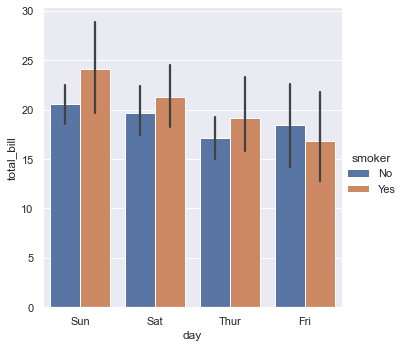 30
25
20
15
10
5
0
total_bill
Sun Sat Thur Fri
day
smoker
No
Yes